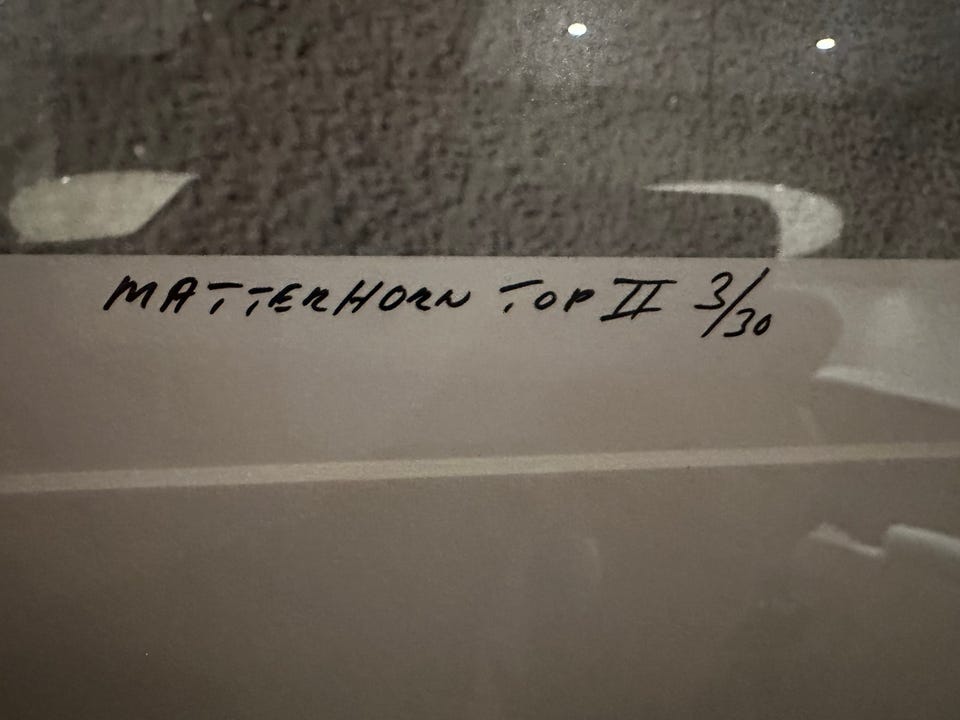 MATTERHORN TOP II 3/30